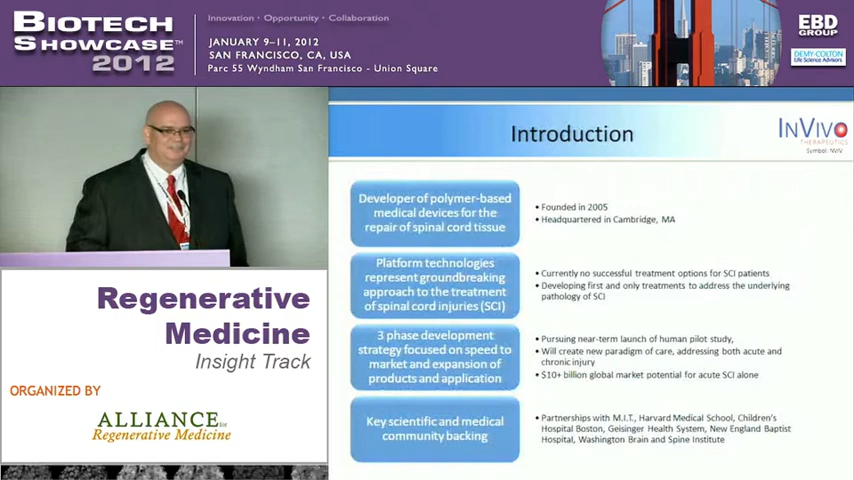 BIOTECH
SHOWCASE™
2012
Innovation • Opportunity • Collaboration
JANUARY 9–11, 2012
SAN FRANCISCO, CA, USA
Parc 55 Wyndham San Francisco - Union Square
EBD
GROUP
DEMY-COLTON
Life Science Advisors
Introduction
INVIVO
THERAPEUTICS
Symbol: NVIV
Developer of polymer-based
medical devices for the
repair of spinal cord tissue
• Founded in 2005
• Headquartered in Cambridge, MA
Platform technologies
represent groundbreaking
approach to the treatment
of spinal cord injuries (SCI)
• Currently no successful treatment options for SCI patients
• Developing first and only treatments to address the underlying
pathology of SCI
3 phase development
strategy focused on speed to
market and expansion of
products and application
• Pursuing near-term launch of human pilot study,
• Will create new paradigm of care, addressing both acute and
chronic injury
• $10+ billion global market potential for acute SCI alone
Key scientific and medical
community backing
• Partnerships with M.I.T., Harvard Medical School, Children's
Hospital Boston, Geisinger Health System, New England Baptist
Hospital, Washington Brain and Spine Institute
Regenerative
Medicine
Insight Track
ORGANIZED BY
ALLIANCE for
Regenerative Medicine